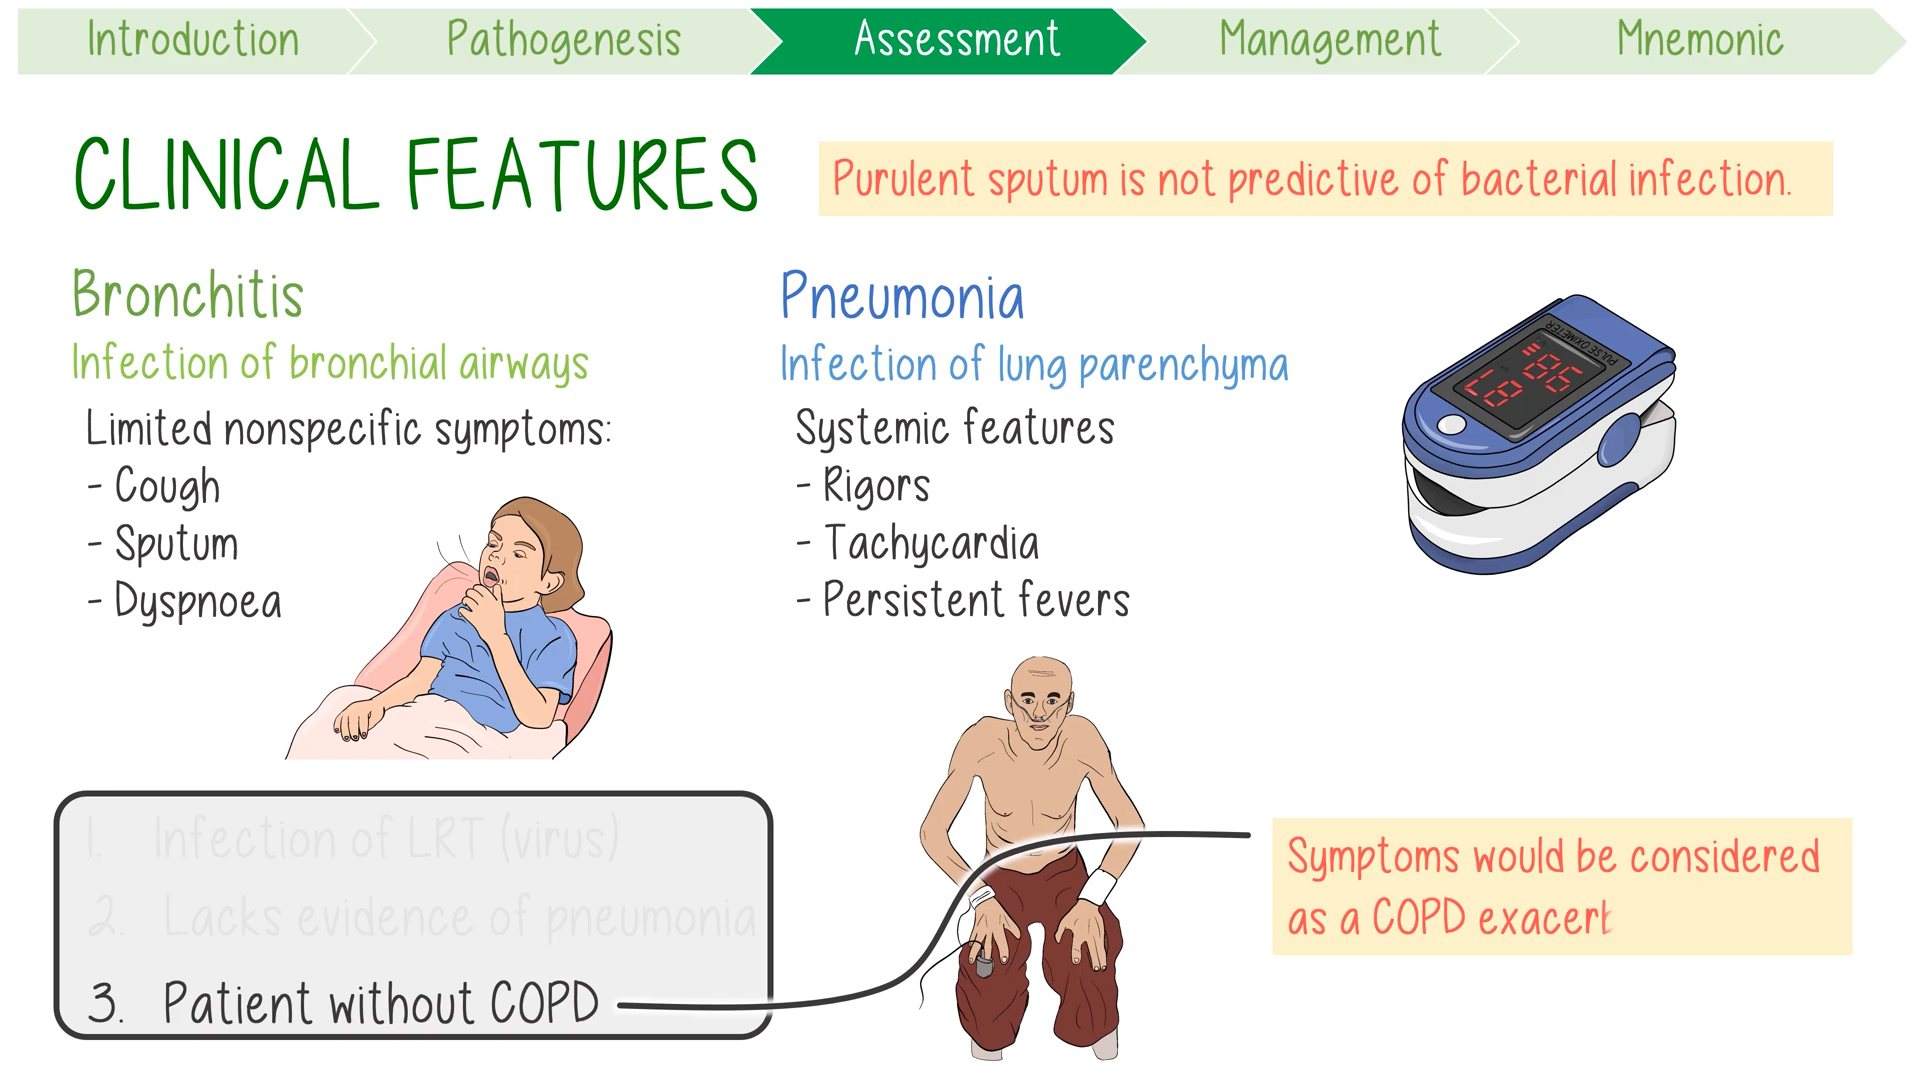 Introduction
Pathogenesis
Assessment
Management
Mnemonic
CLINICAL FEATURES
Purulent sputum is not predictive of bacterial infection.
Bronchitis
Infection of bronchial airways
Limited nonspecific symptoms:
- Cough
- Sputum
- Dyspnoea
Pneumonia
Infection of lung parenchyma
Systemic features
- Rigors
- Tachycardia
- Persistent fevers
PULSE OXIMETER
1. Infection of LRT (virus)
2. Lacks evidence of pneumonia
3. Patient without COPD
Symptoms would be considered
as a COPD exacerb